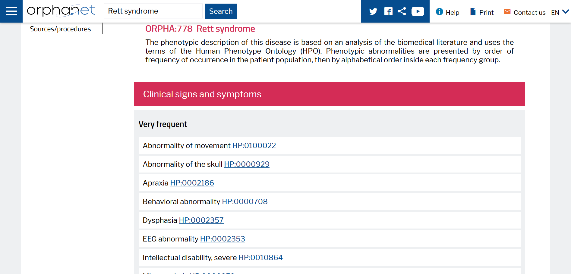 orphanet
Rett syndrome
Search
Help
Print
Contact us
EN
Sources/procedures
ORPHA:778 Rett syndrome
The phenotypic description of this disease is based on an analysis of the biomedical literature and uses the
terms of the Human Phenotype Ontology (HPO). Phenotypic abnormalities are presented by order of
frequency of occurrence in the patient population, then by alphabetical order inside each frequency group.
Clinical signs and symptoms
Very frequent
Abnormality of movement HP:0100022
Abnormality of the skull HP:0000929
Apraxia HP:0002186
Behavioral abnormality HP:0000708
Dysphasia HP:0002357
EEG abnormality HP:0002353
Intellectual disability, severe HP:0010864